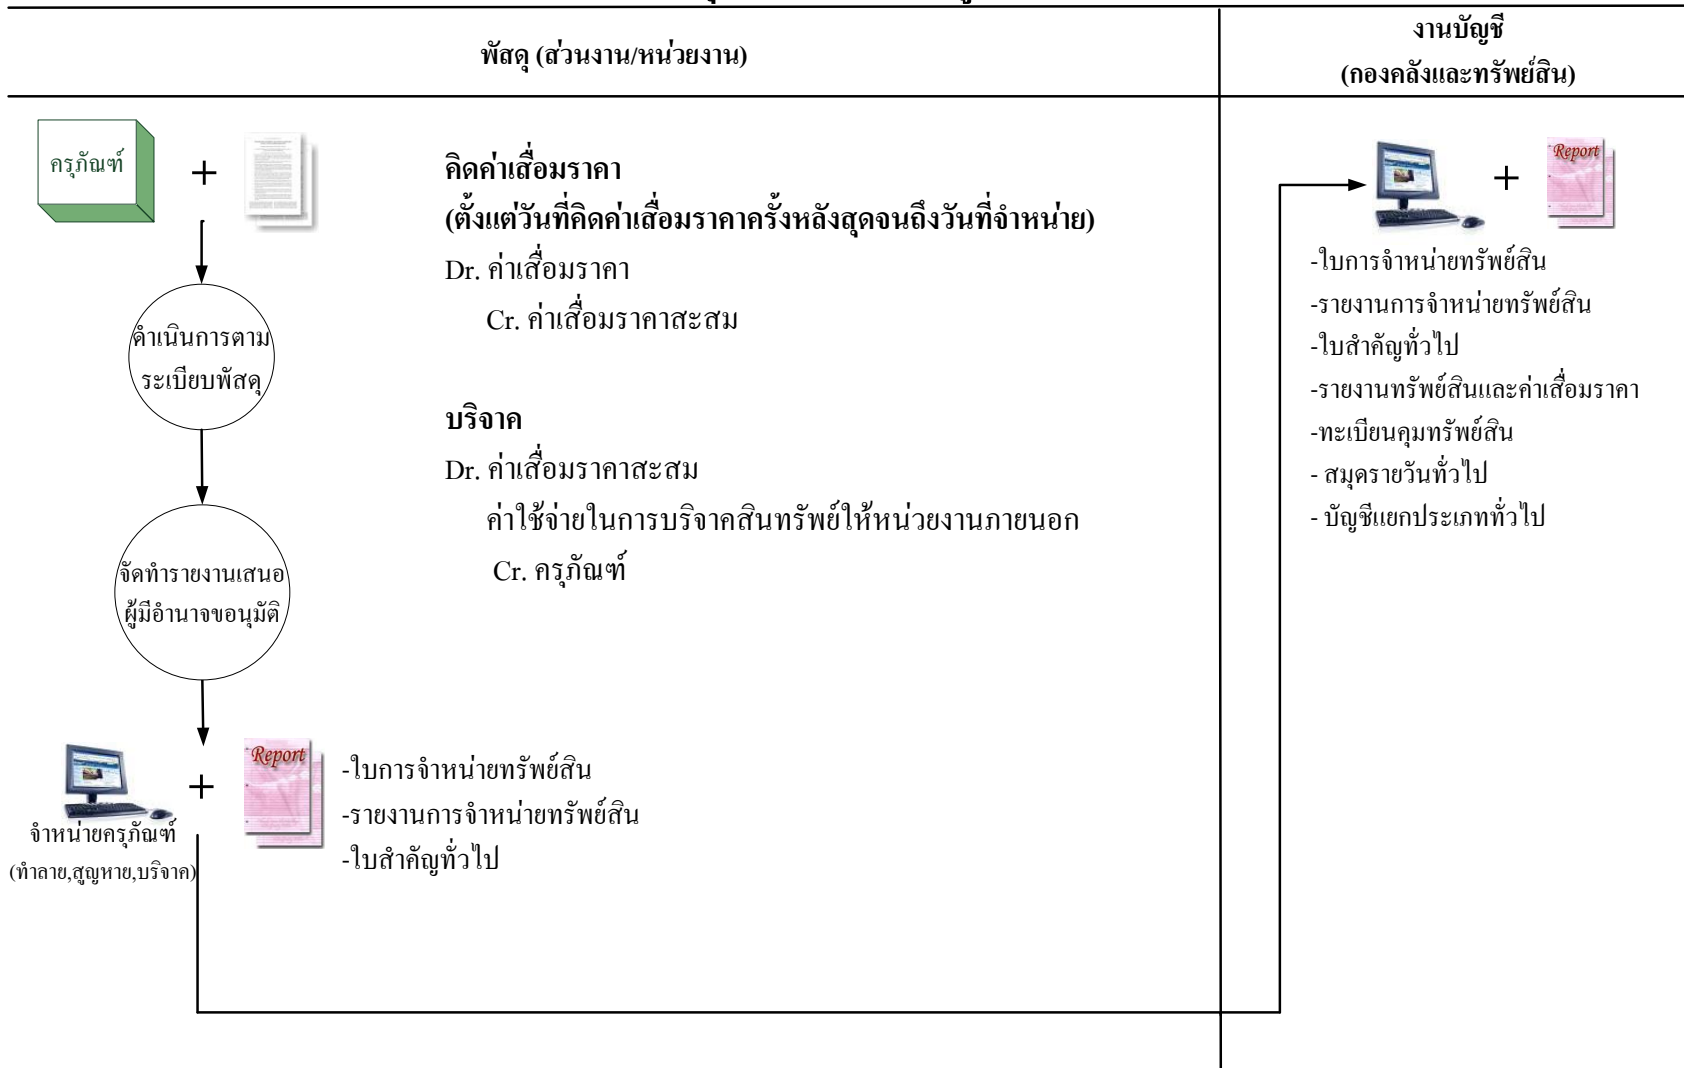 พัสดุ (ส่วนงาน/หน่วยงาน)
งานบัญชี
(กองคลังและทรัพย์สิน)
ครุภัณฑ์
+
คิดค่าเสื่อมราคา
(ตั้งแต่วันที่คิดค่าเสื่อมราคาครั้งหลังสุดจนถึงวันที่จำหน่าย)
Dr. ค่าเสื่อมราคา
Cr. ค่าเสื่อมราคาสะสม
ดำเนินการตาม
ระเบียบพัสดุ
บริจาค
Dr. ค่าเสื่อมราคาสะสม
ค่าใช้จ่ายในการบริจาคสินทรัพย์ให้หน่วยงานภายนอก
Cr. ครุภัณฑ์
จัดทำรายงานเสนอ
ผู้มีอำนาจขออนุมัติ
+
Report
จำหน่ายครุภัณฑ์
(ทำลาย,สูญหาย,บริจาค)
-ใบการจำหน่ายทรัพย์สิน
-รายงานการจำหน่ายทรัพย์สิน
-ใบสำคัญทั่วไป
+
Report
-ใบการจำหน่ายทรัพย์สิน
-รายงานการจำหน่ายทรัพย์สิน
-ใบสำคัญทั่วไป
-รายงานทรัพย์สินและค่าเสื่อมราคา
-ทะเบียนคุมทรัพย์สิน
- สมุดรายวันทั่วไป
- บัญชีแยกประเภททั่วไป